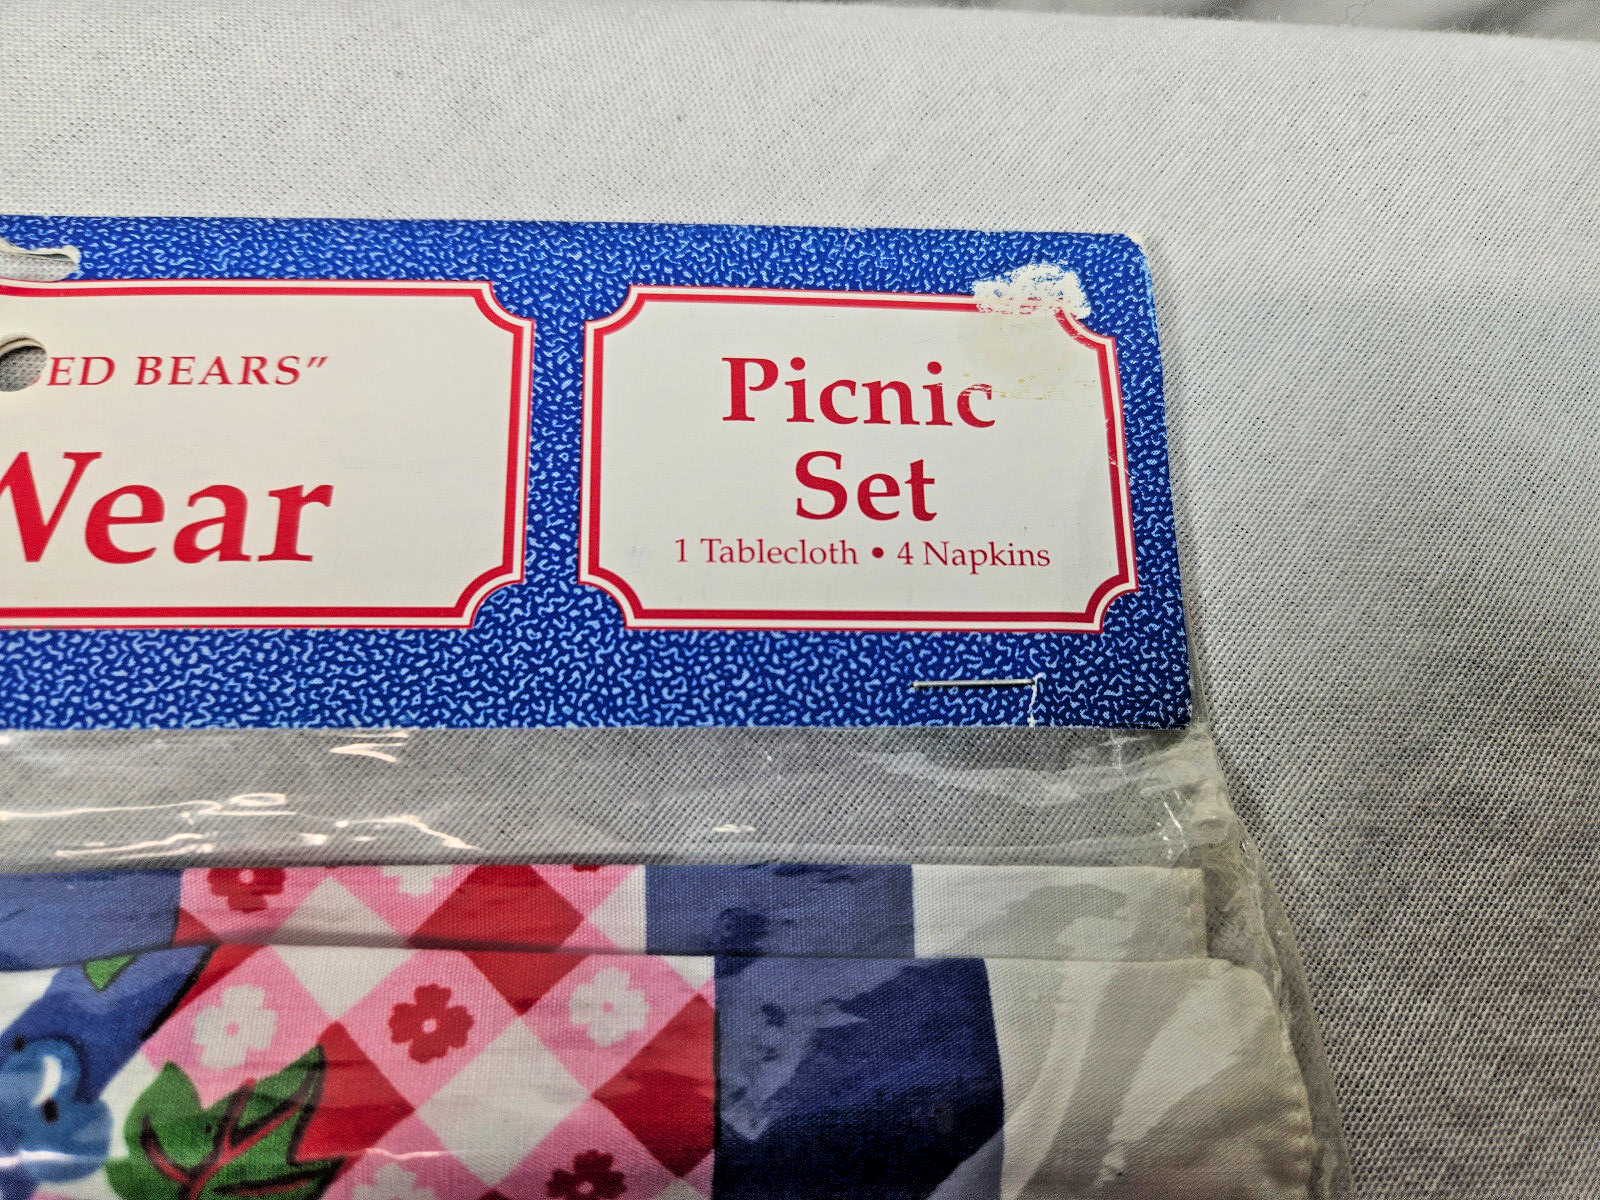 ED BEARS”
Wear
Picnic
Set
1 Tablecloth • 4 Napkins